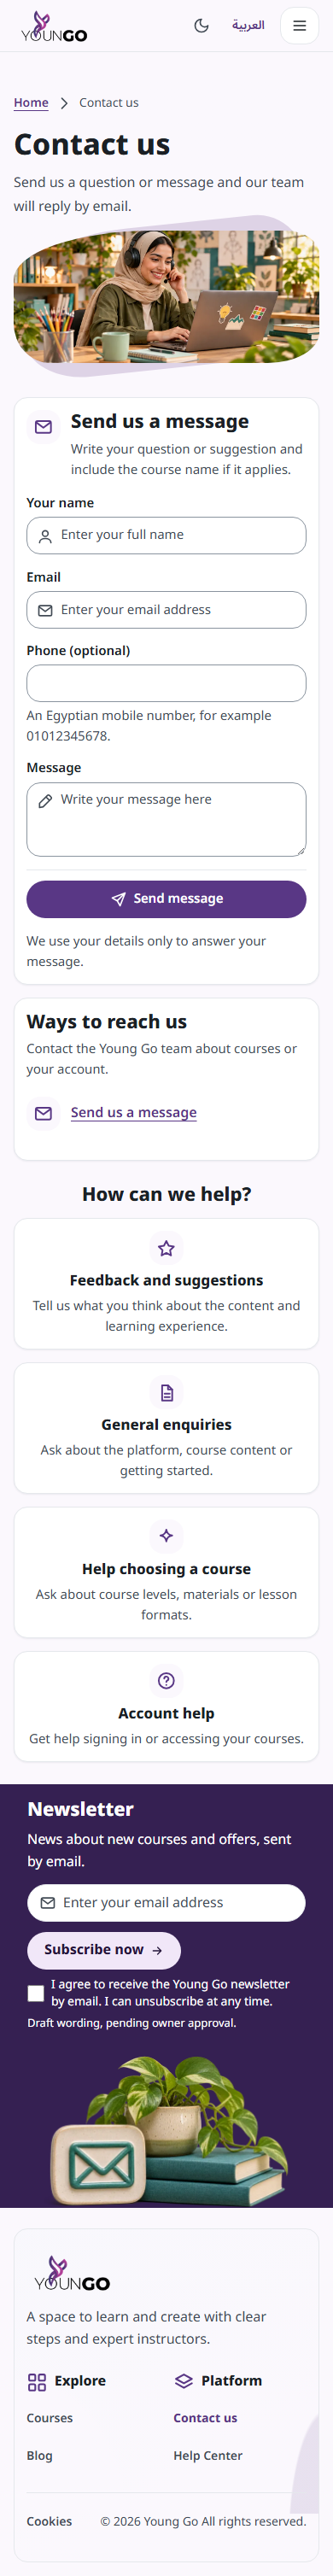 YOUNGO
العربية
Home > Contact us
Contact us
Send us a question or message and our team
will reply by email.
Send us a message
Write your question or suggestion and
include the course name if it applies.
Your name
Enter your full name
Email
Enter your email address
Phone (optional)
An Egyptian mobile number, for example
01012345678.
Message
Write your message here
Send message
We use your details only to answer your
message.
Ways to reach us
Contact the Young Go team about courses or
your account.
Send us a message
How can we help?
Feedback and suggestions
Tell us what you think about the content and
learning experience.
General enquiries
Ask about the platform, course content or
getting started.
Help choosing a course
Ask about course levels, materials or lesson
formats.
Account help
Get help signing in or accessing your courses.
Newsletter
News about new courses and offers, sent
by email.
Enter your email address
Subscribe now →
I agree to receive the Young Go newsletter
by email. I can unsubscribe at any time.
Draft wording, pending owner approval.
YOUNGO
A space to learn and create with clear
steps and expert instructors.
Explore
Platform
Courses
Contact us
Blog
Help Center
Cookies
© 2026 Young Go All rights reserved.